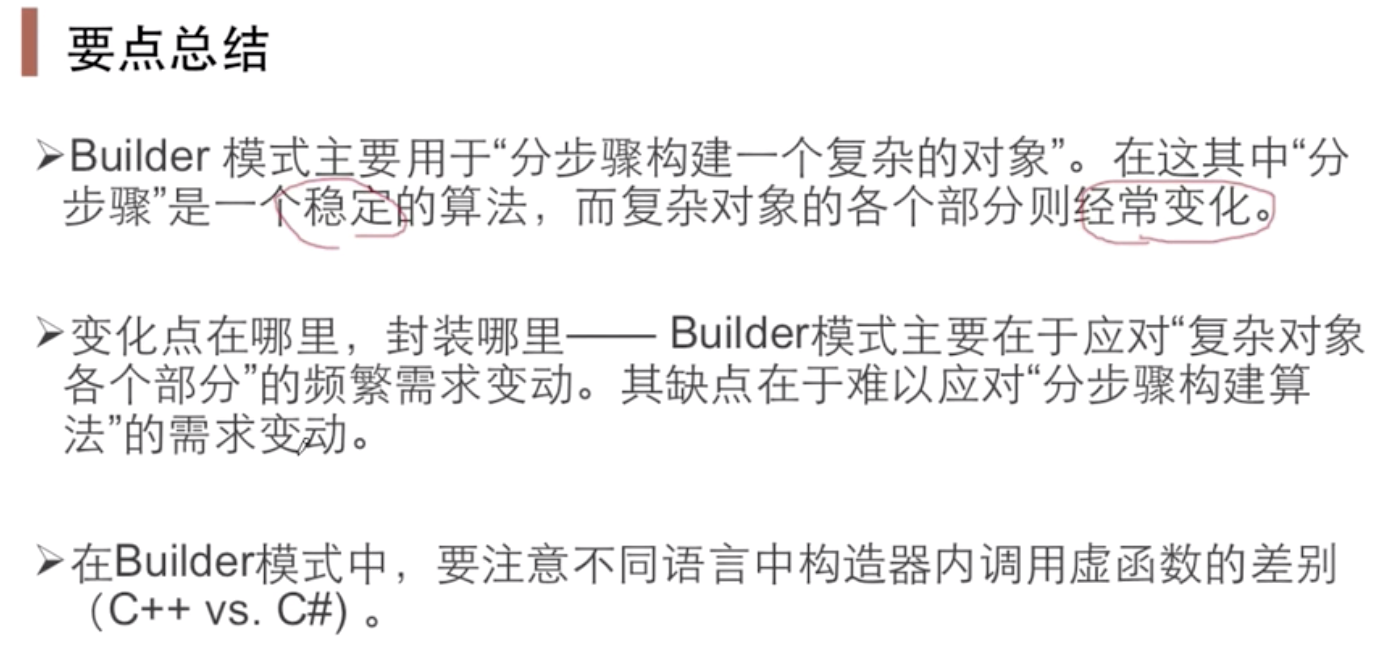 要点总结
➢Builder 模式主要用于“分步骤构建一个复杂的对象”。在这其中“分
步骤”是一个稳定的算法，而复杂对象的各个部分则经常变化。
➢变化点在哪里，封装哪里—— Builder模式主要在于应对“复杂对象
各个部分”的频繁需求变动。其缺点在于难以应对“分步骤构建算
法”的需求变动。
➢在Builder模式中，要注意不同语言中构造器内调用虚函数的差别
（C++ vs. C#) 。